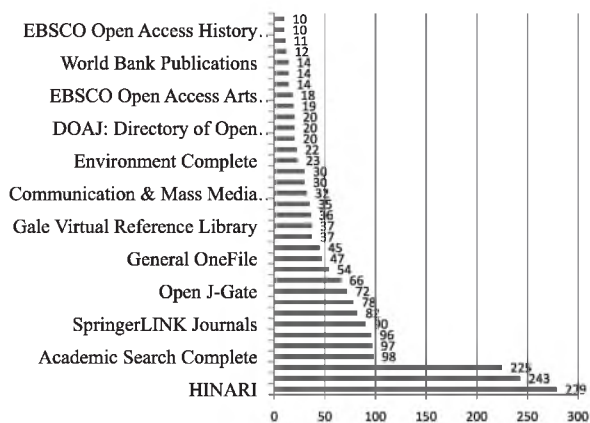 10
EBSCO Open Access History.. 10
11
12
World Bank Publications 14
14
14
EBSCO Open Access Arts.. 18
19
20
DOAJ: Directory of Open .. 20
20
22
Environment Complete 23
30
30
Communication & Mass Media.. 32
35
36
Gale Virtual Reference Library 37
37
45
General OneFile 47
54
66
Open J-Gate 72
78
82
SpringerLINK Journals 90
96
97
Academic Search Complete 98
225
243
HINARI 279
0 50 100 150 200 250 300